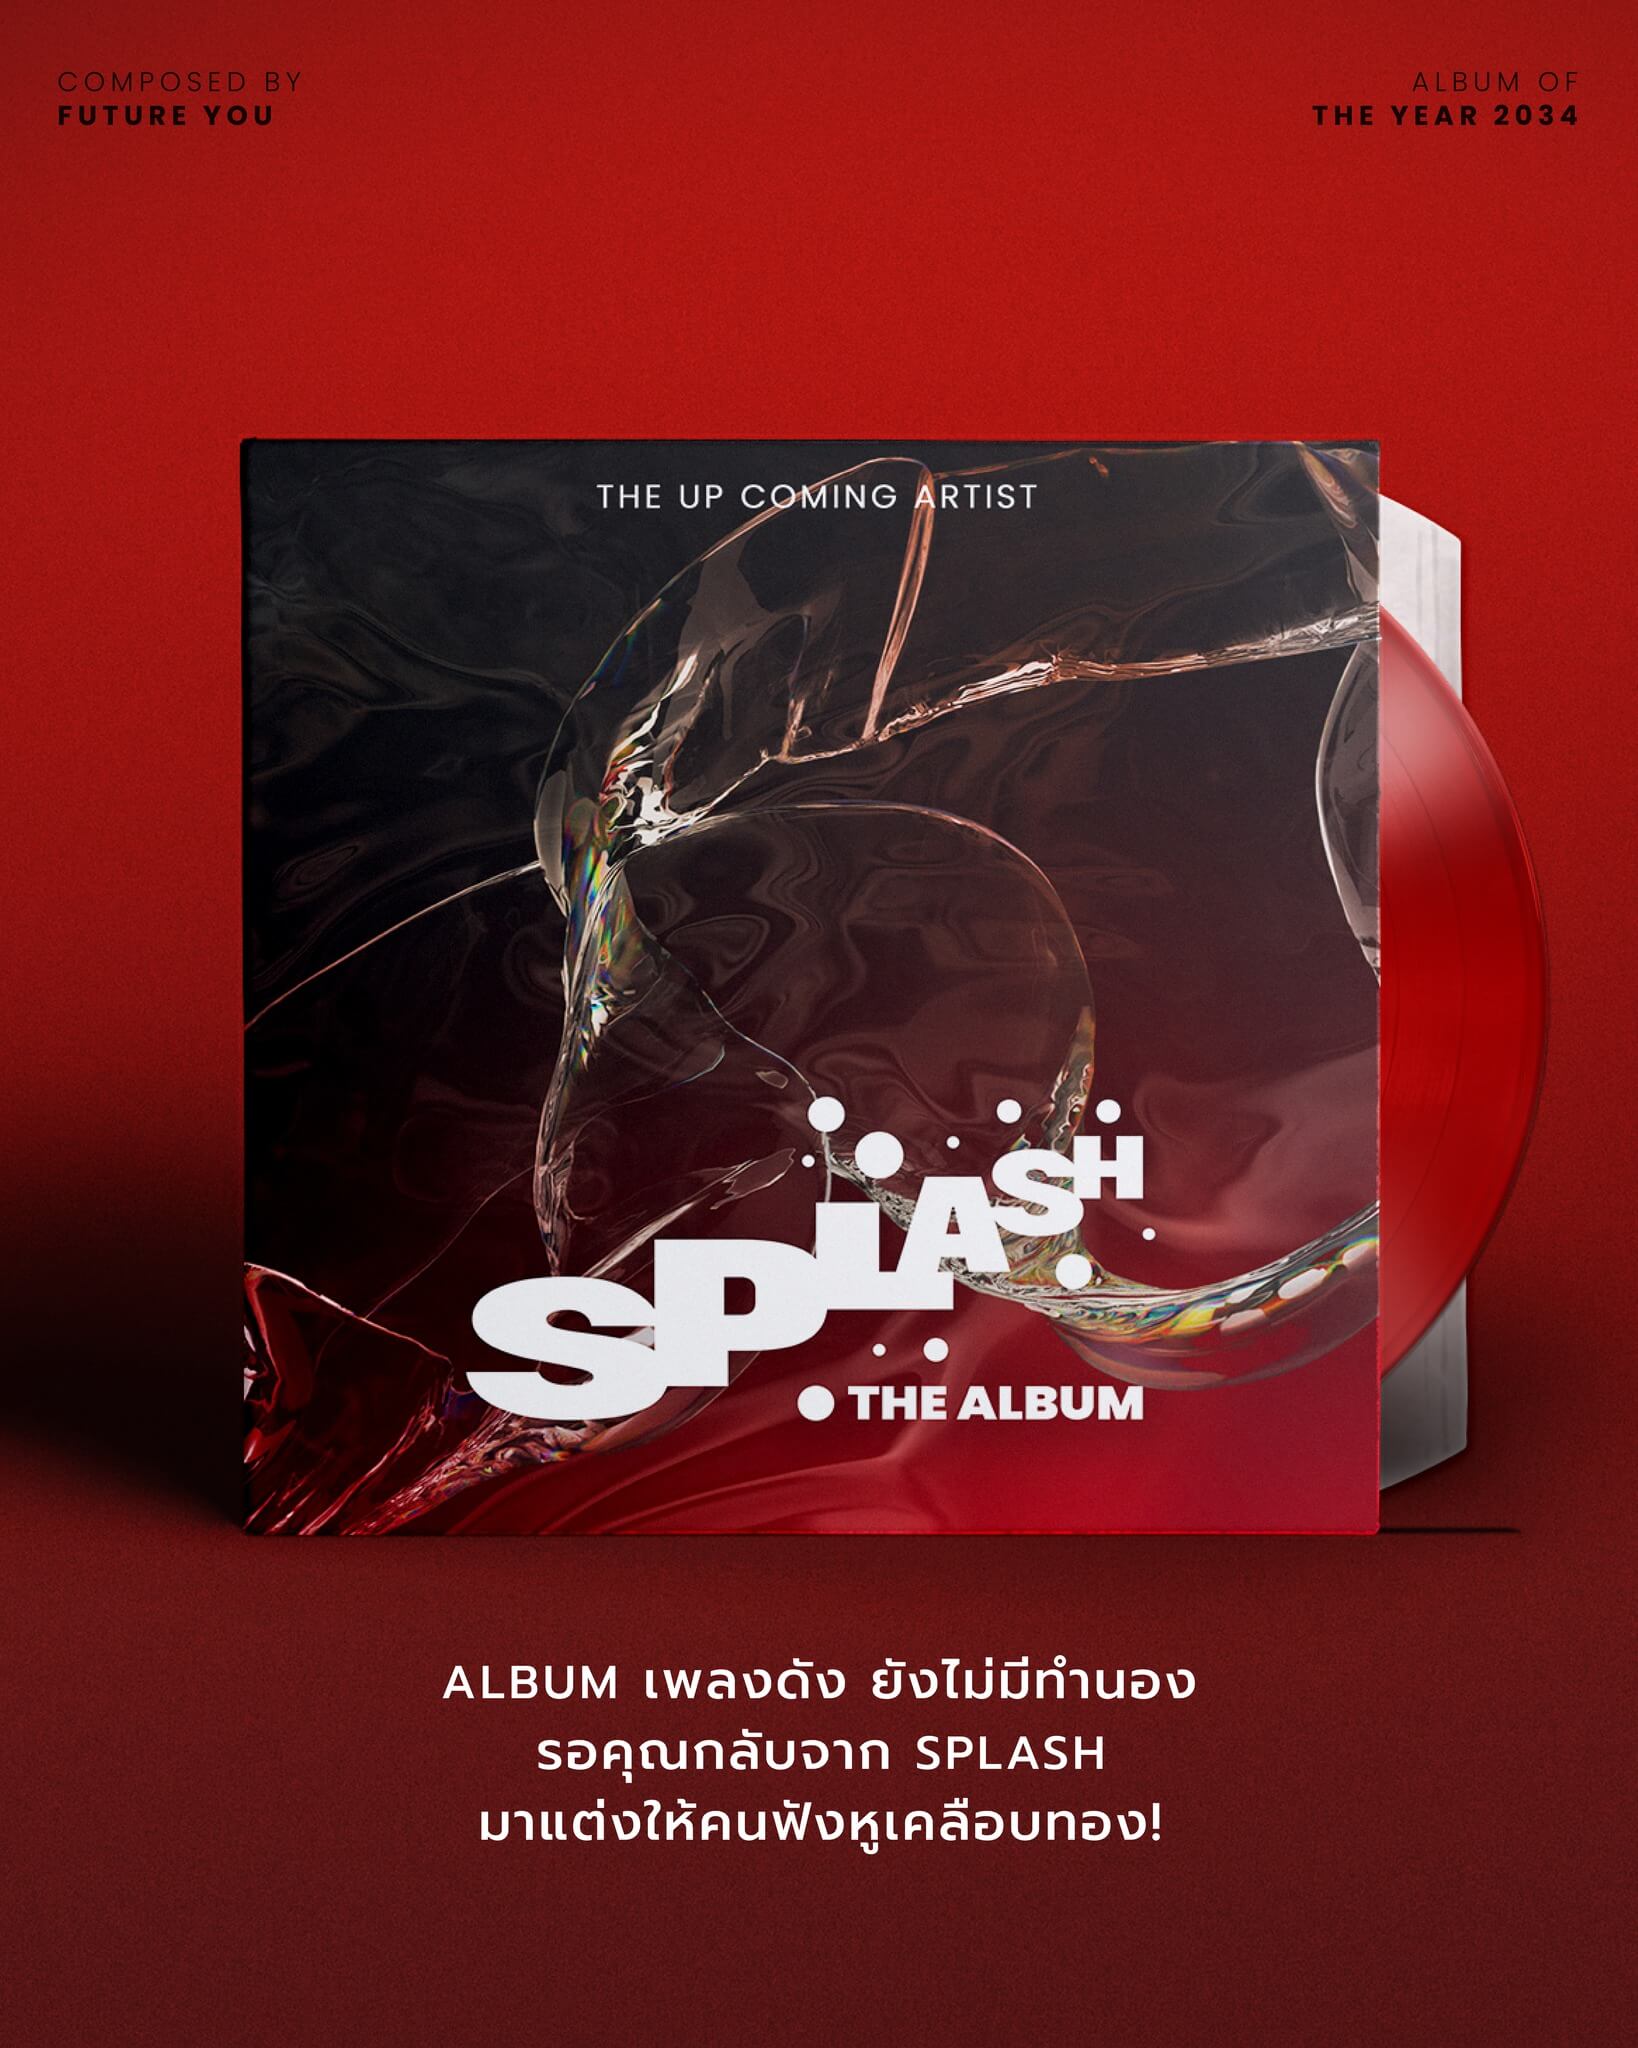 COMPOSED BY
FUTURE YOU
ALBUM OF
THE YEAR 2034
THE UP COMING ARTIST
SPLASH
THE ALBUM
ALBUM เพลงดัง ยังไม่มีทำนอง
รอคุณกลับจาก SPLASH
มาแต่งให้คนฟังหูเคลือบทอง!